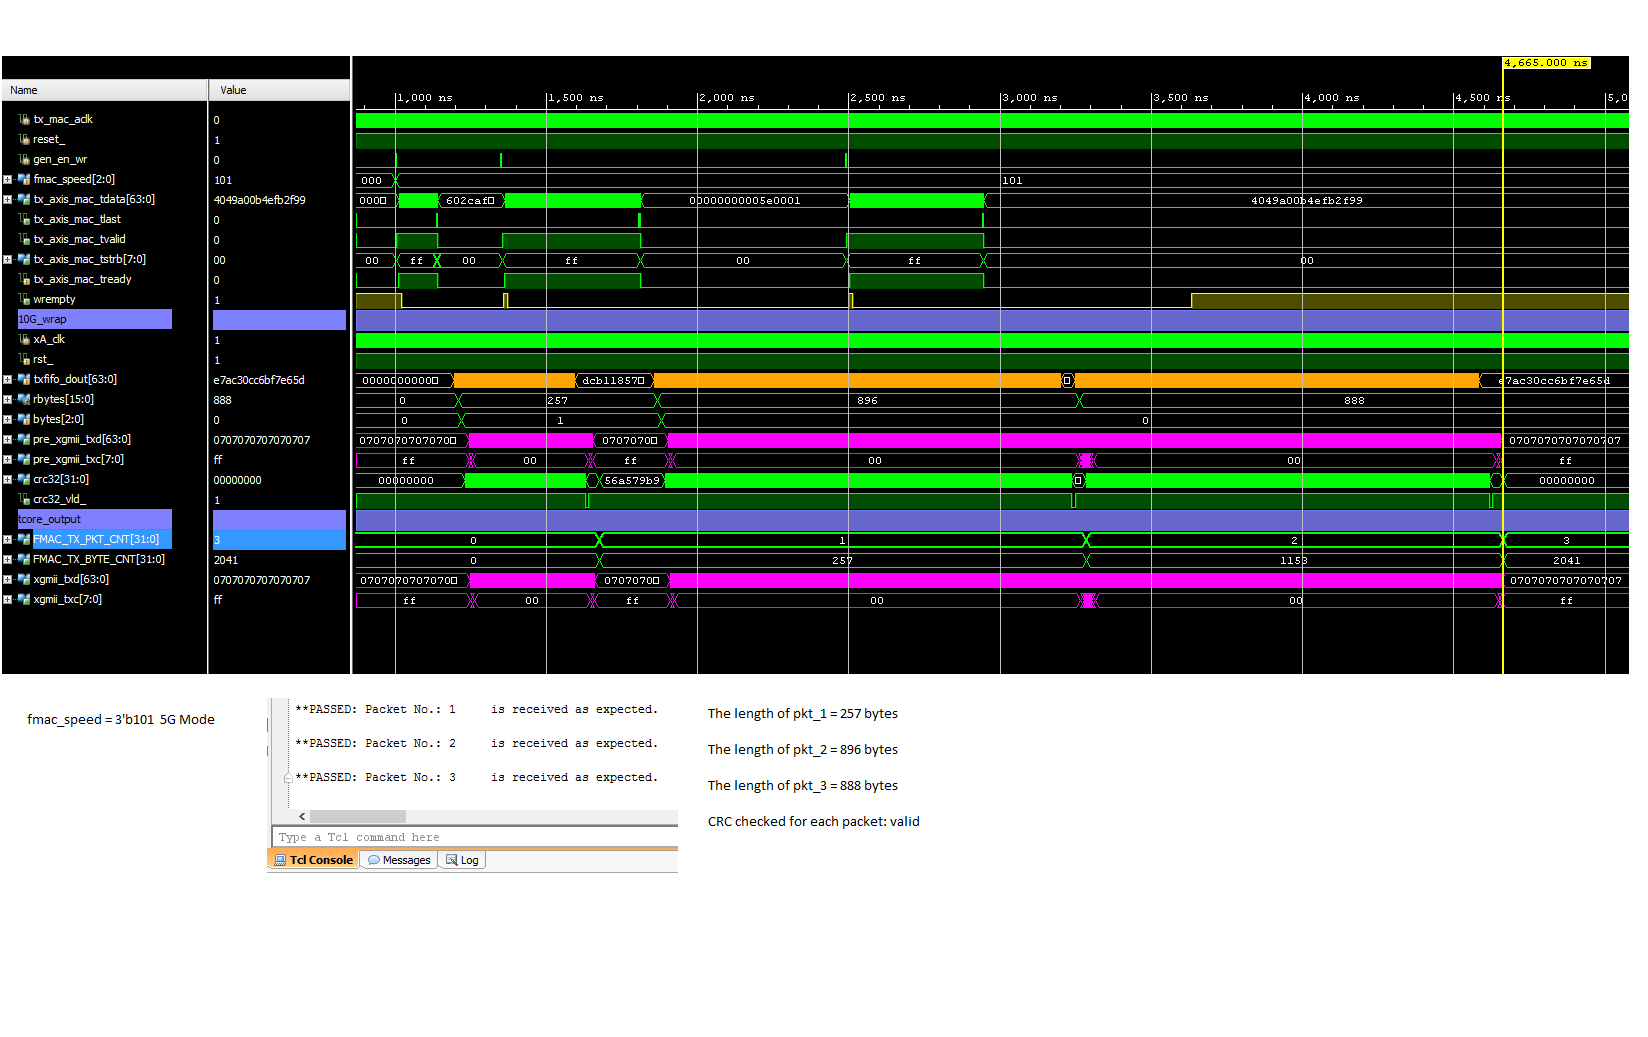 4,665.000 ns
Name Value
1,000 ns 1,500 ns 2,000 ns 2,500 ns 3,000 ns 3,500 ns 4,000 ns 4,500 ns 5,0
tx_mac_aclk 0
reset_ 1
gen_en_wr 0
fmac_speed[2:0] 101 000 101
tx_axis_mac_tdata[63:0] 4049a00b4efb2f99 000 602caf 00000000005e0001 4049a00b4efb2f99
tx_axis_mac_tlast 0
tx_axis_mac_tvalid 0
tx_axis_mac_tstrb[7:0] 00 00 ff 00 ff 00 ff 00
tx_axis_mac_tready 0
wrempty 1
10G_wrap
xA_clk 1
rst_ 1
txfifo_dout[63:0] e7ac30cc6bf7e65d 0000000000 dcb11857 e7ac30cc6bf7e65d
rbytes[15:0] 888 0 257 896 888
bytes[2:0] 0 0 1 0
pre_xgmii_txd[63:0] 0707070707070707 0707070707070 0707070 0707070707070707
pre_xgmii_txc[7:0] ff ff 00 ff 00 00 ff
crc32[31:0] 00000000 00000000 56a579b9 00000000
crc32_vld_ 1
tcore_output
FMAC_TX_PKT_CNT[31:0] 3 0 1 2 3
FMAC_TX_BYTE_CNT[31:0] 2041 0 257 1153 2041
xgmii_txd[63:0] 0707070707070707 0707070707070 0707070 0707070707070707
xgmii_txc[7:0] ff ff 00 ff 00 00 ff
fmac_speed = 3'b101 5G Mode
**PASSED: Packet No.: 1 is received as expected.
**PASSED: Packet No.: 2 is received as expected.
**PASSED: Packet No.: 3 is received as expected.
Type a Tcl command here
Tcl Console Messages Log
The length of pkt_1 = 257 bytes
The length of pkt_2 = 896 bytes
The length of pkt_3 = 888 bytes
CRC checked for each packet: valid